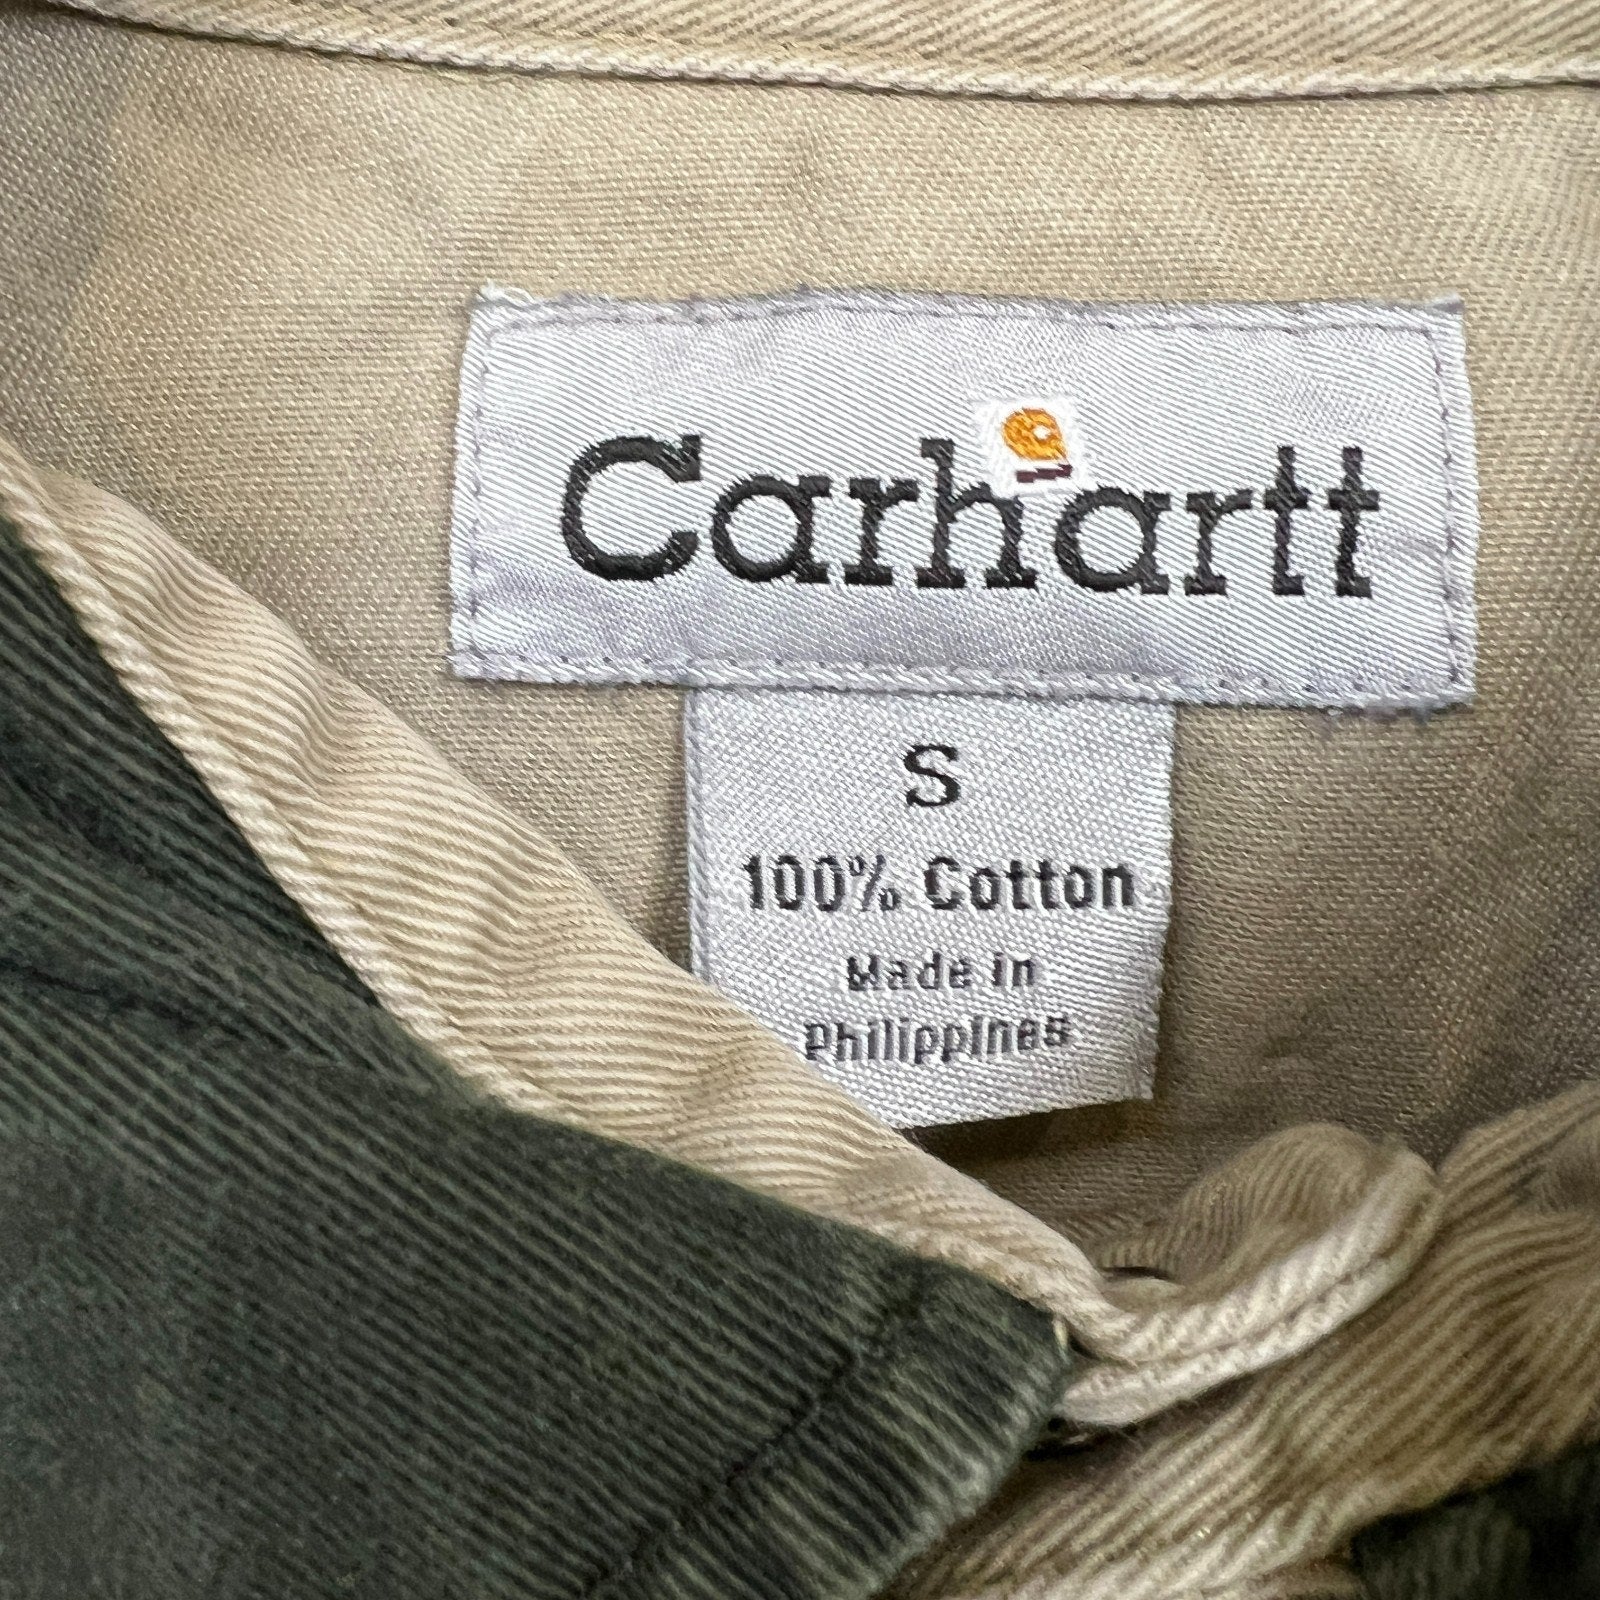 Carhartt
S
100% Cotton
Made in
Philippines